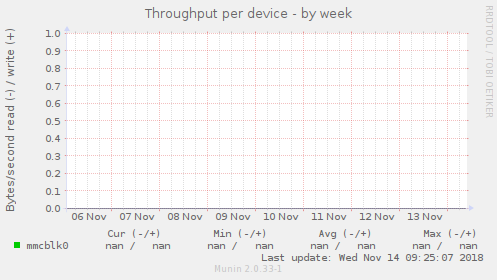 Throughput per device - by week
RRDTOOL / TOBI OETIKER
Bytes/second read (-) / write (+)
1.0
0.9
0.8
0.7
0.6
0.5
0.4
0.3
0.2
0.1
0.0
06 Nov 07 Nov 08 Nov 09 Nov 10 Nov 11 Nov 12 Nov 13 Nov
Cur (-/+) Min (-/+) Avg (-/+) Max (-/+)
mmcblk0 nan / nan nan / nan nan / nan nan / nan
Last update: Wed Nov 14 09:25:07 2018
Munin 2.0.33-1